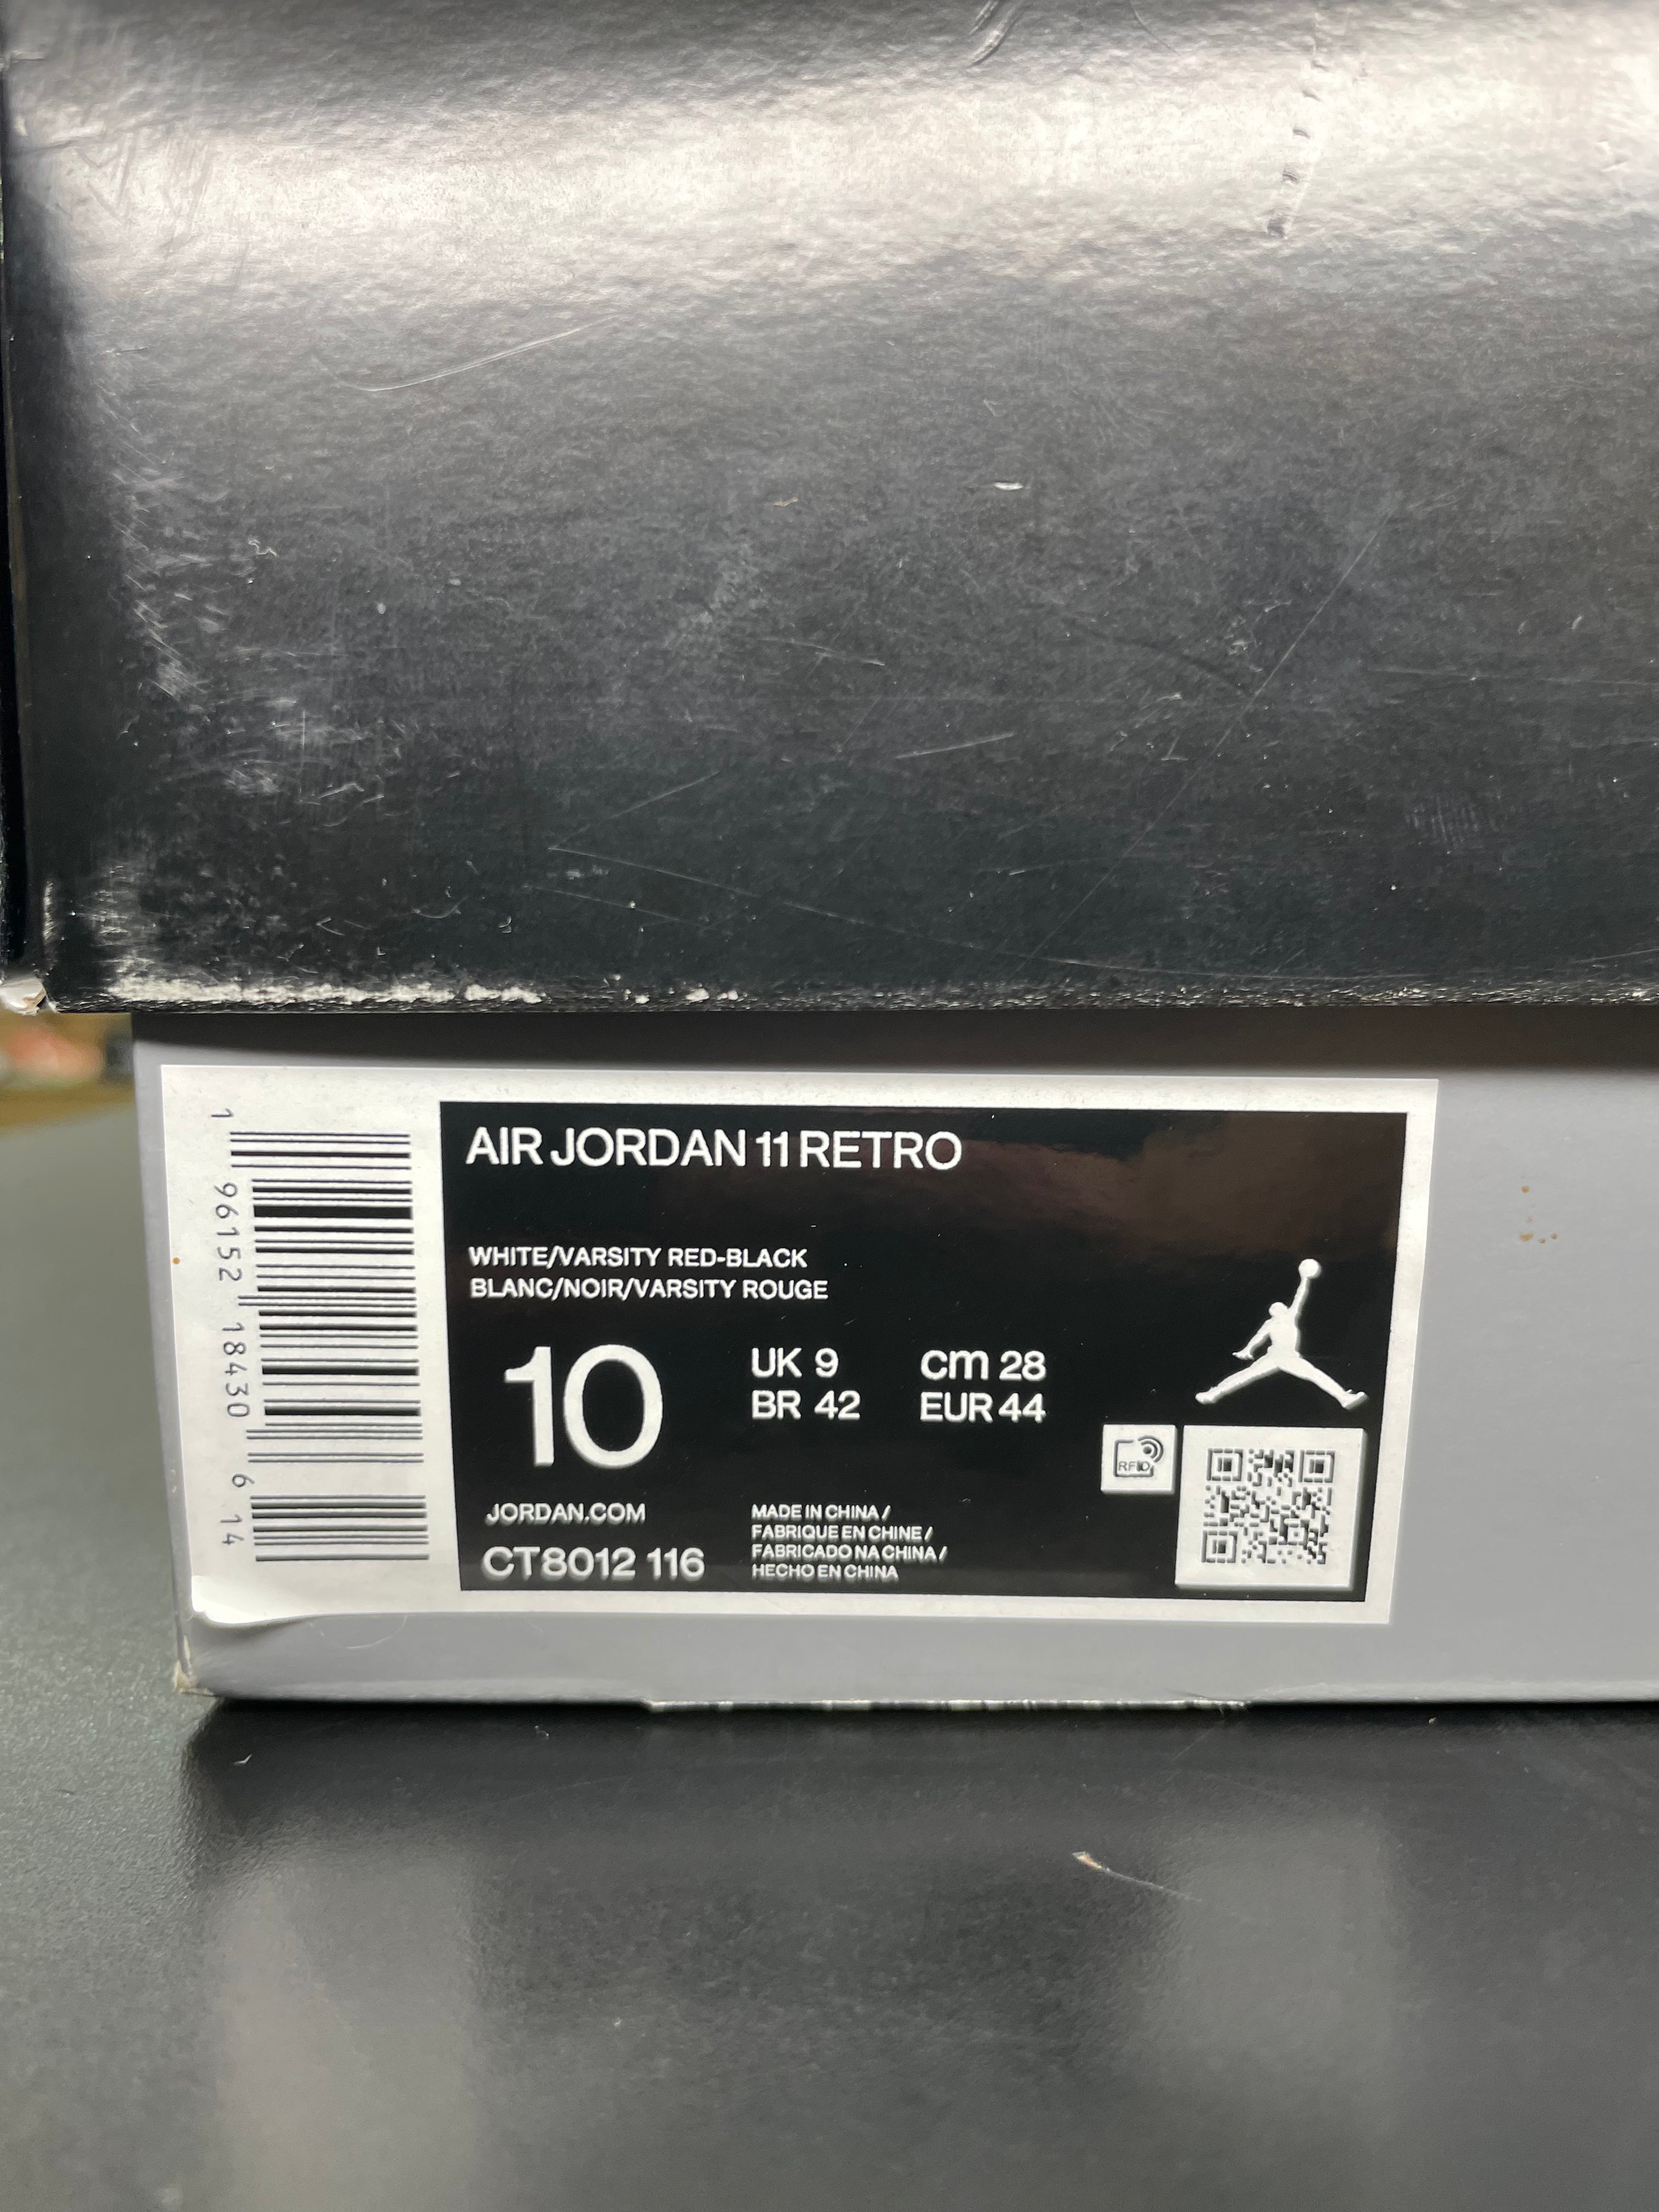 1 96152 18430 6 14
AIR JORDAN 11 RETRO
WHITE/VARSITY RED-BLACK
BLANC/NOIR/VARSITY ROUGE
10
UK 9
BR 42
cm 28
EUR 44
RFID
JORDAN.COM
CT8012 116
MADE IN CHINA /
FABRIQUE EN CHINE /
FABRICADO NA CHINA /
HECHO EN CHINA